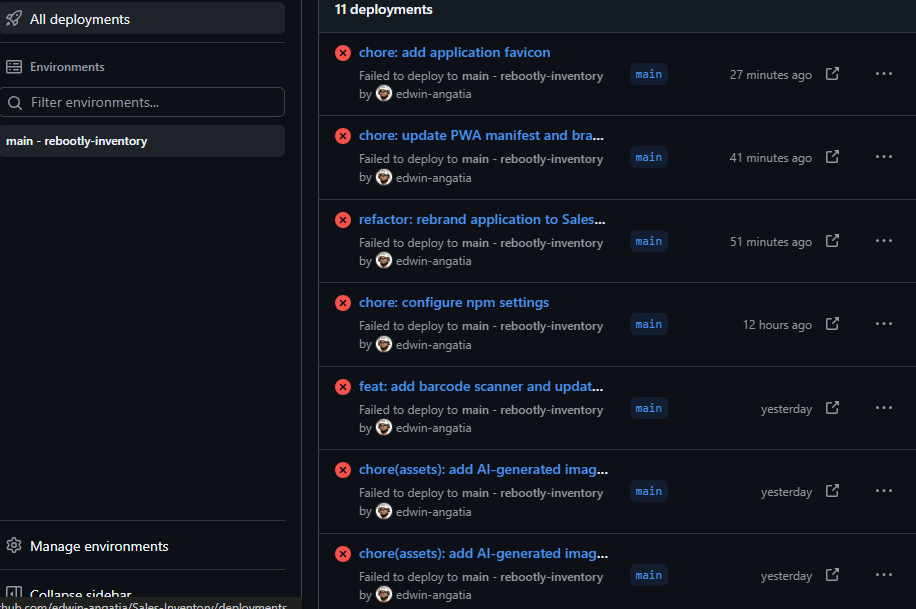 All deployments
Environments
Filter environments...
main - rebootly-inventory
Manage environments
Collapse sidebar
hub.com/edwin-angatia/Sales-Inventory/deployments
11 deployments
chore: add application favicon
Failed to deploy to main - rebootly-inventory
by edwin-angatia
main
27 minutes ago
chore: update PWA manifest and bra...
Failed to deploy to main - rebootly-inventory
by edwin-angatia
main
41 minutes ago
refactor: rebrand application to Sales...
Failed to deploy to main - rebootly-inventory
by edwin-angatia
main
51 minutes ago
chore: configure npm settings
Failed to deploy to main - rebootly-inventory
by edwin-angatia
main
12 hours ago
feat: add barcode scanner and updat...
Failed to deploy to main - rebootly-inventory
by edwin-angatia
main
yesterday
chore(assets): add AI-generated imag...
Failed to deploy to main - rebootly-inventory
by edwin-angatia
main
yesterday
chore(assets): add AI-generated imag...
Failed to deploy to main - rebootly-inventory
by edwin-angatia
main
yesterday